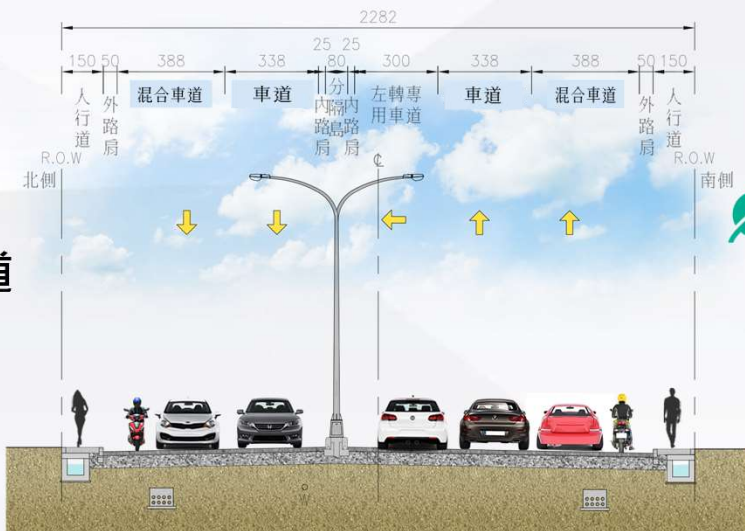 2282
25 25
150 50 388 338 80 300 338 388 50 150
人行道
外路肩
混合車道
車道
內路肩
分隔島
內路肩
左轉專用車道
車道
混合車道
外路肩
人行道
R.O.W
北側
℄
R.O.W
南側
道
W